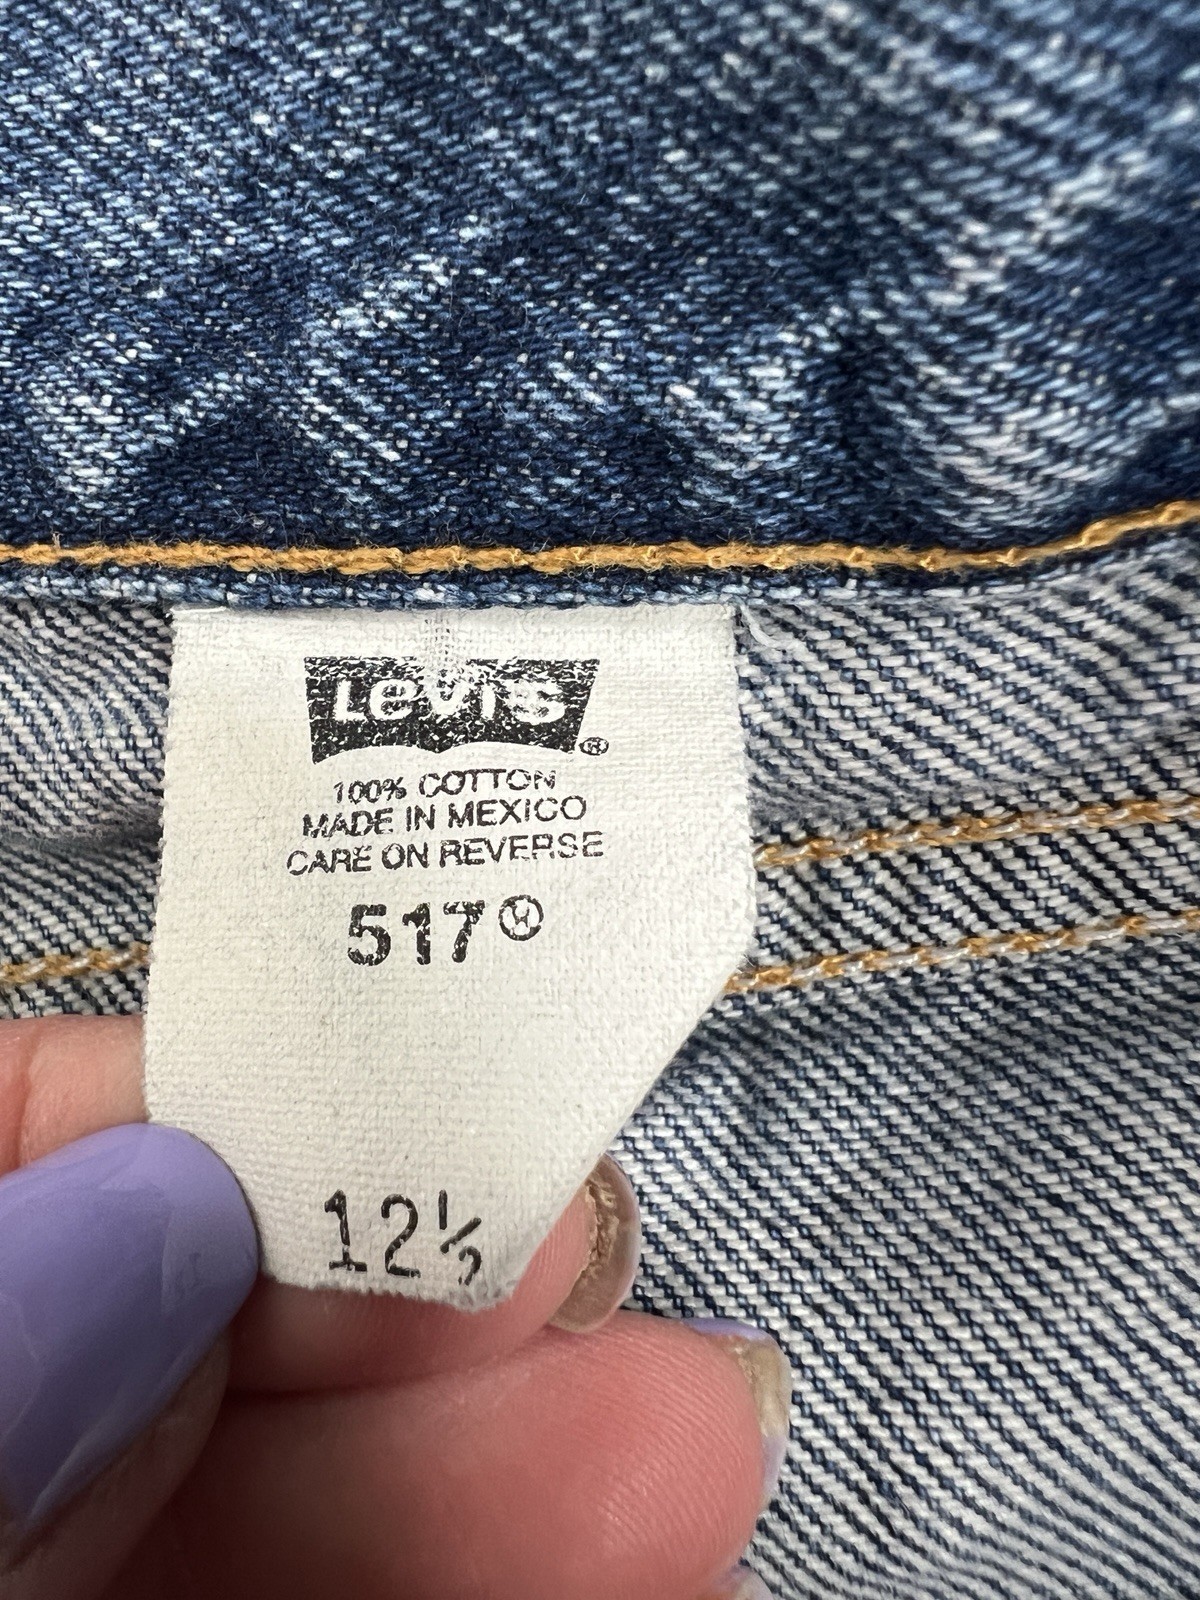 Levi's®
100% COTTON
MADE IN MEXICO
CARE ON REVERSE
517®
12½